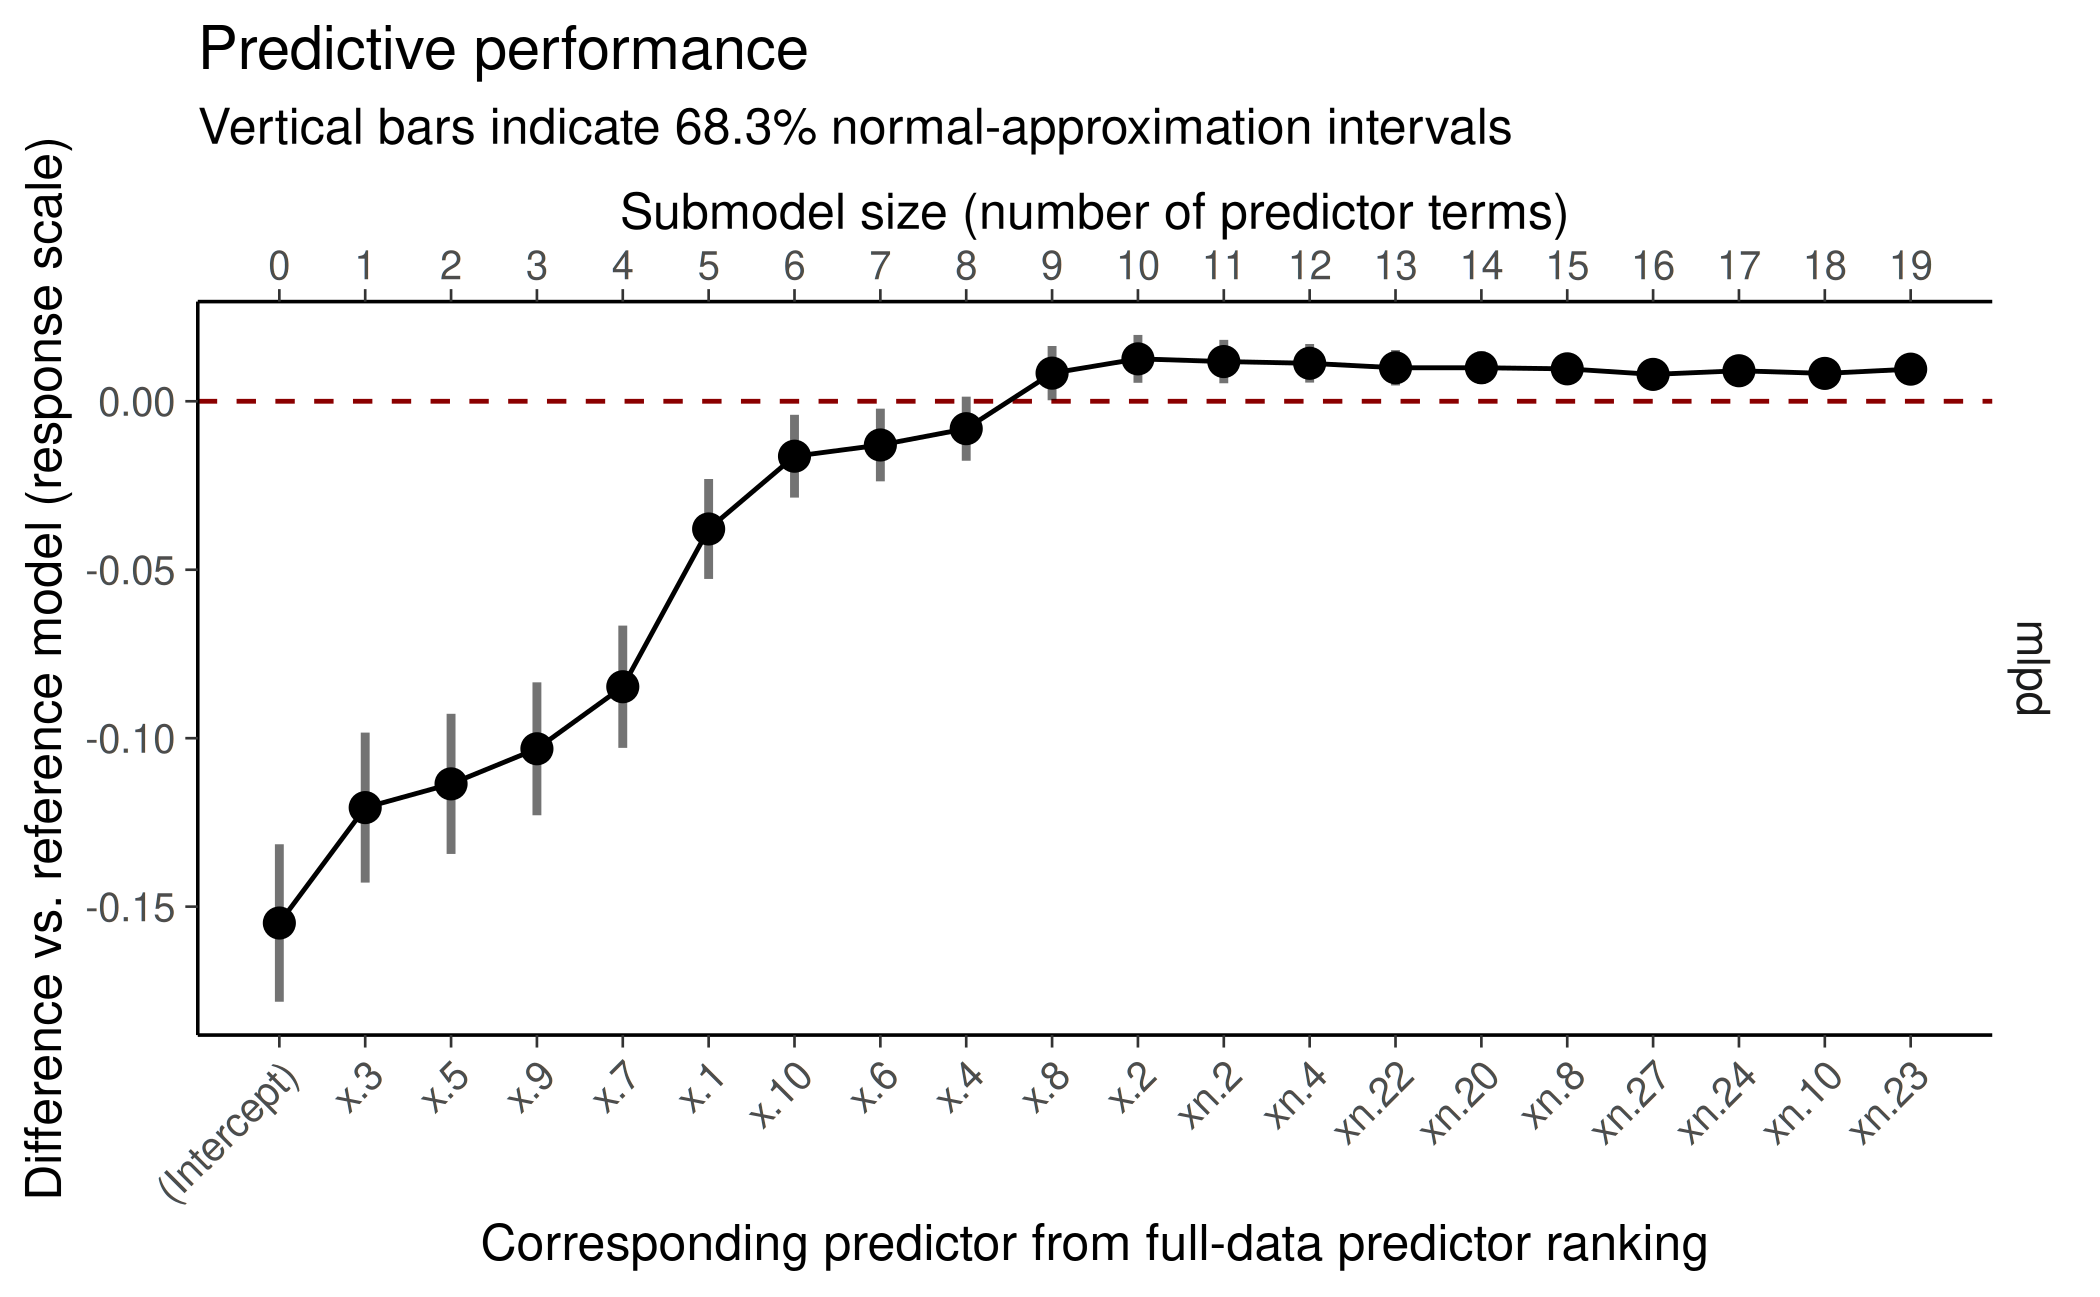 Predictive performance
Vertical bars indicate 68.3% normal-approximation intervals
Submodel size (number of predictor terms)
0 1 2 3 4 5 6 7 8 9 10 11 12 13 14 15 16 17 18 19
Difference vs. reference model (response scale)
0.00
-0.05
-0.10
-0.15
mlpd
(Intercept) x.3 x.5 x.9 x.7 x.1 x.10 x.6 x.4 x.8 x.2 xn.2 xn.4 xn.22 xn.20 xn.8 xn.27 xn.24 xn.10 xn.23
Corresponding predictor from full-data predictor ranking